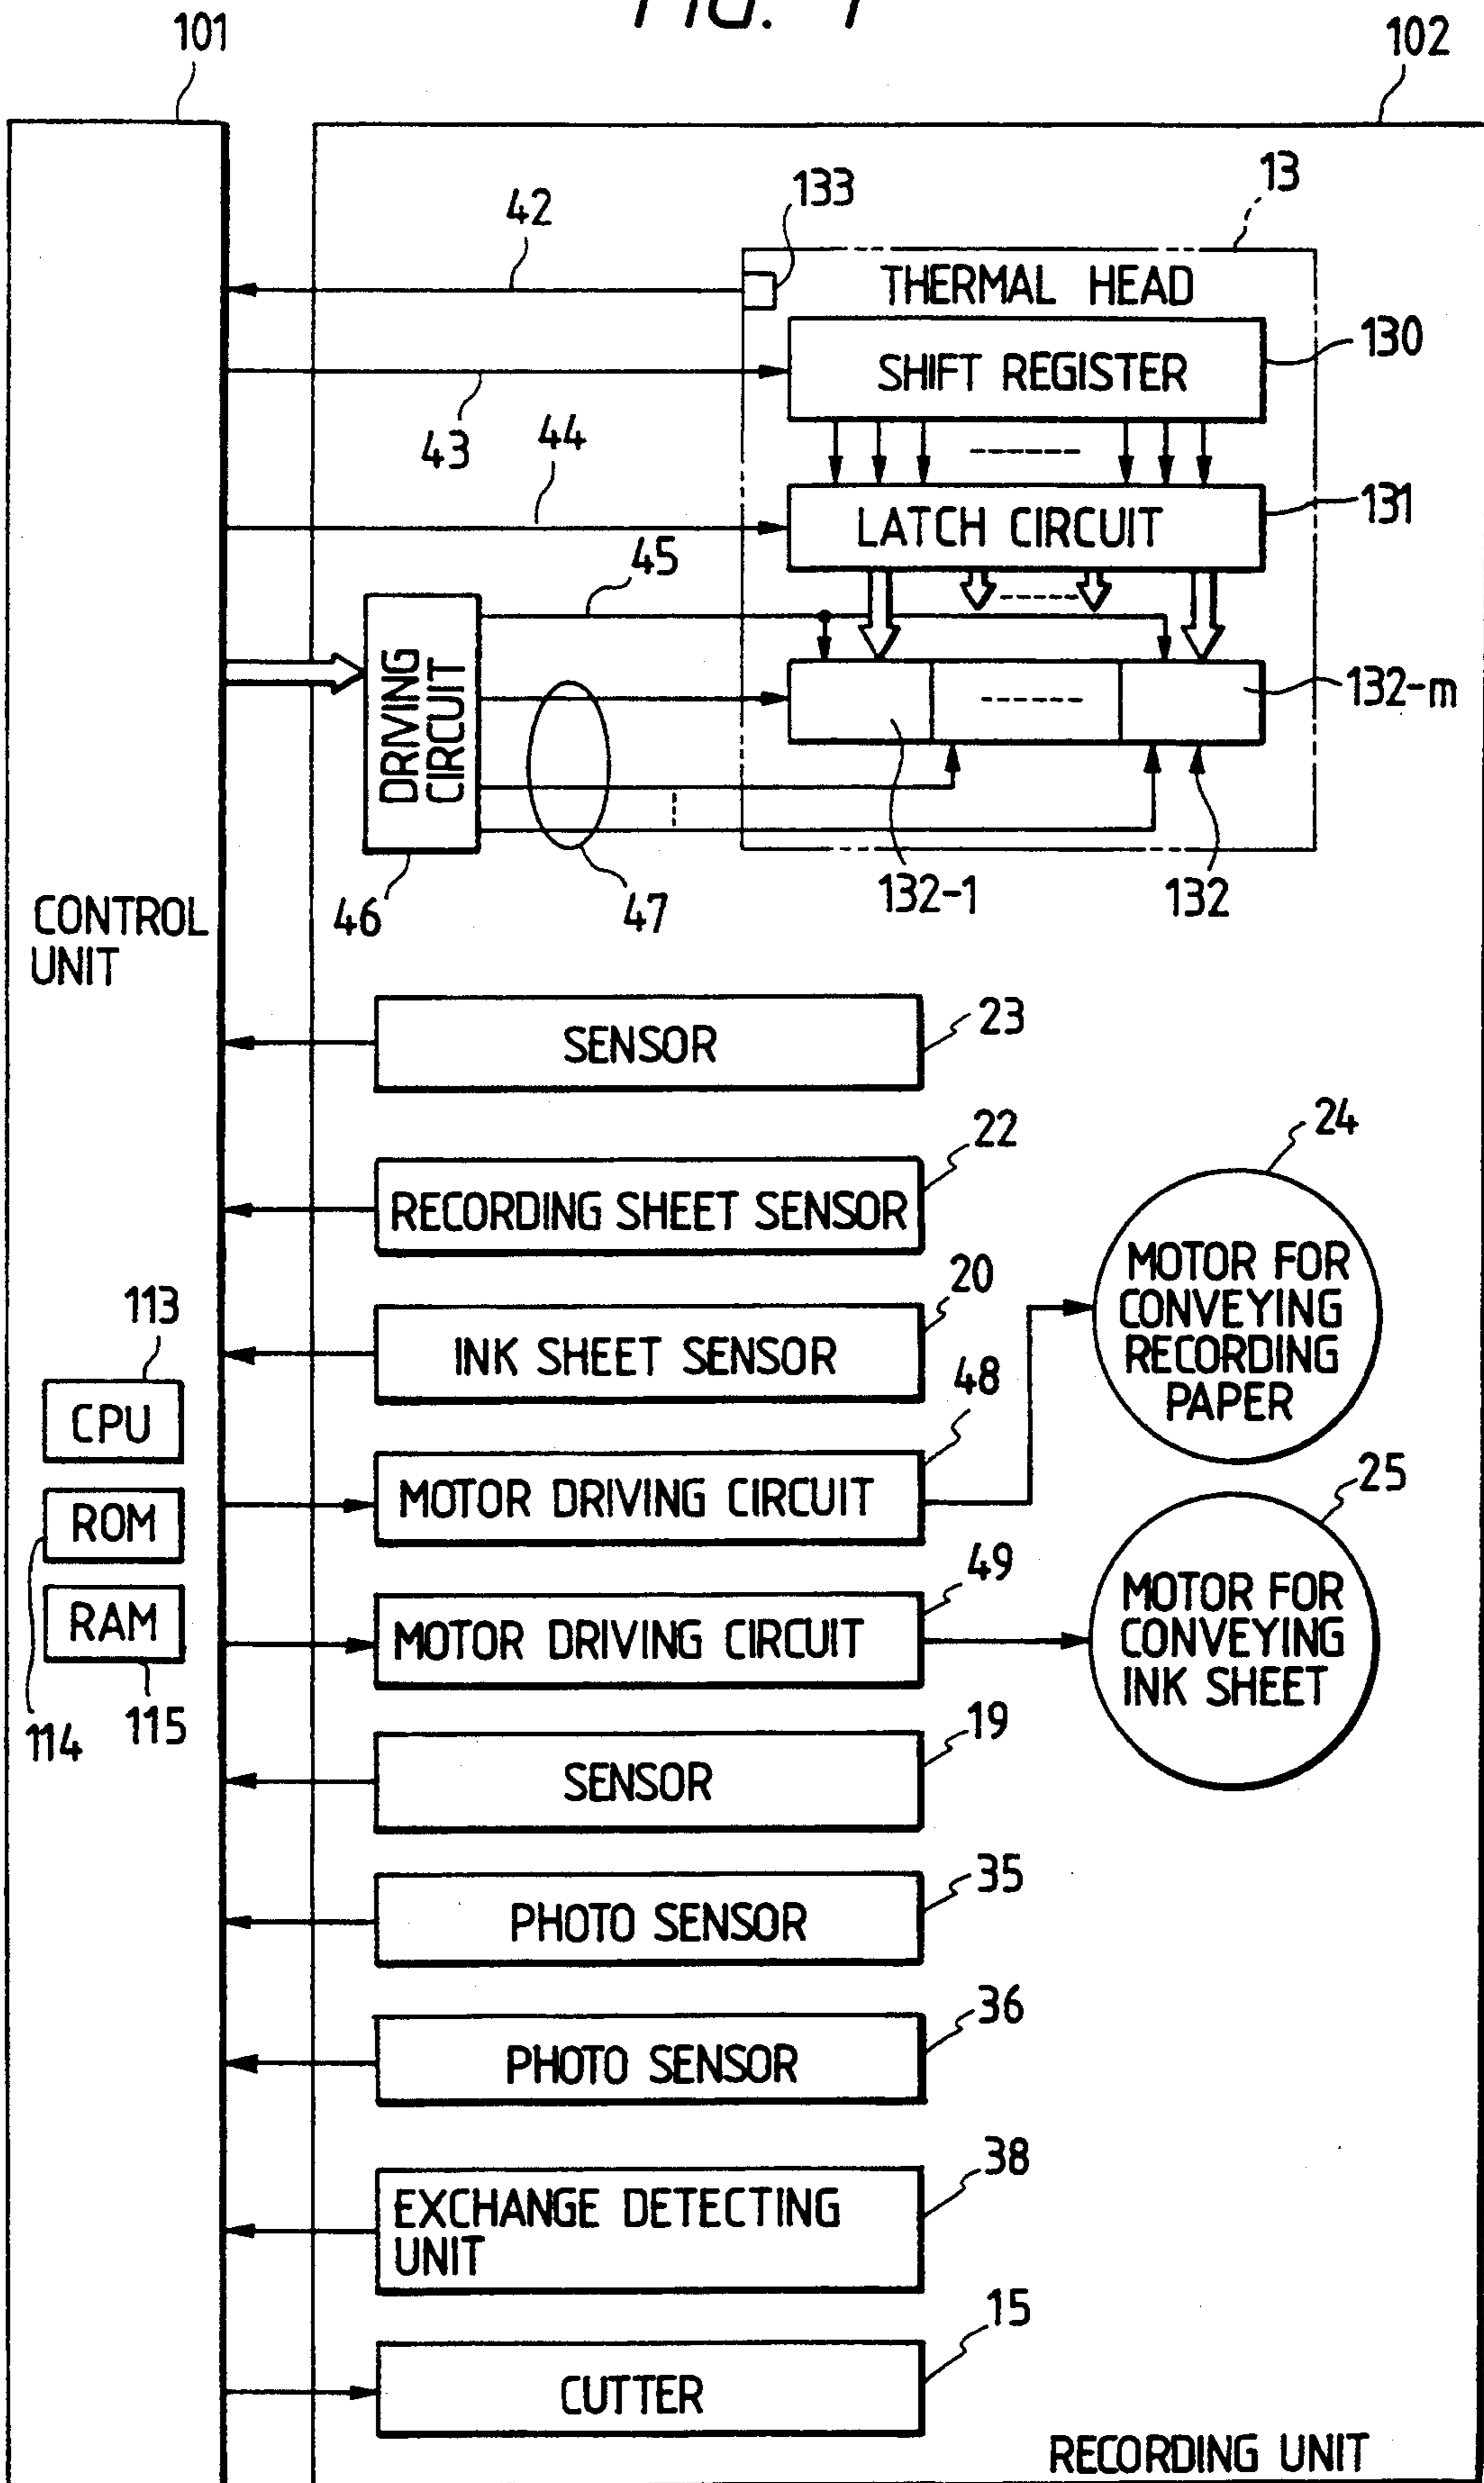 101
102
42
133
13
THERMAL HEAD
SHIFT REGISTER
130
43
44
LATCH CIRCUIT
131
45
DRIVING
CIRCUIT
132-m
46
47
132-1
132
CONTROL
UNIT
SENSOR
23
RECORDING SHEET SENSOR
22
24
MOTOR FOR
CONVEYING
RECORDING
PAPER
INK SHEET SENSOR
20
113
CPU
MOTOR DRIVING CIRCUIT
48
25
ROM
114
MOTOR DRIVING CIRCUIT
49
MOTOR FOR
CONVEYING
INK SHEET
RAM
115
SENSOR
19
PHOTO SENSOR
35
PHOTO SENSOR
36
EXCHANGE DETECTING
UNIT
38
CUTTER
15
RECORDING UNIT